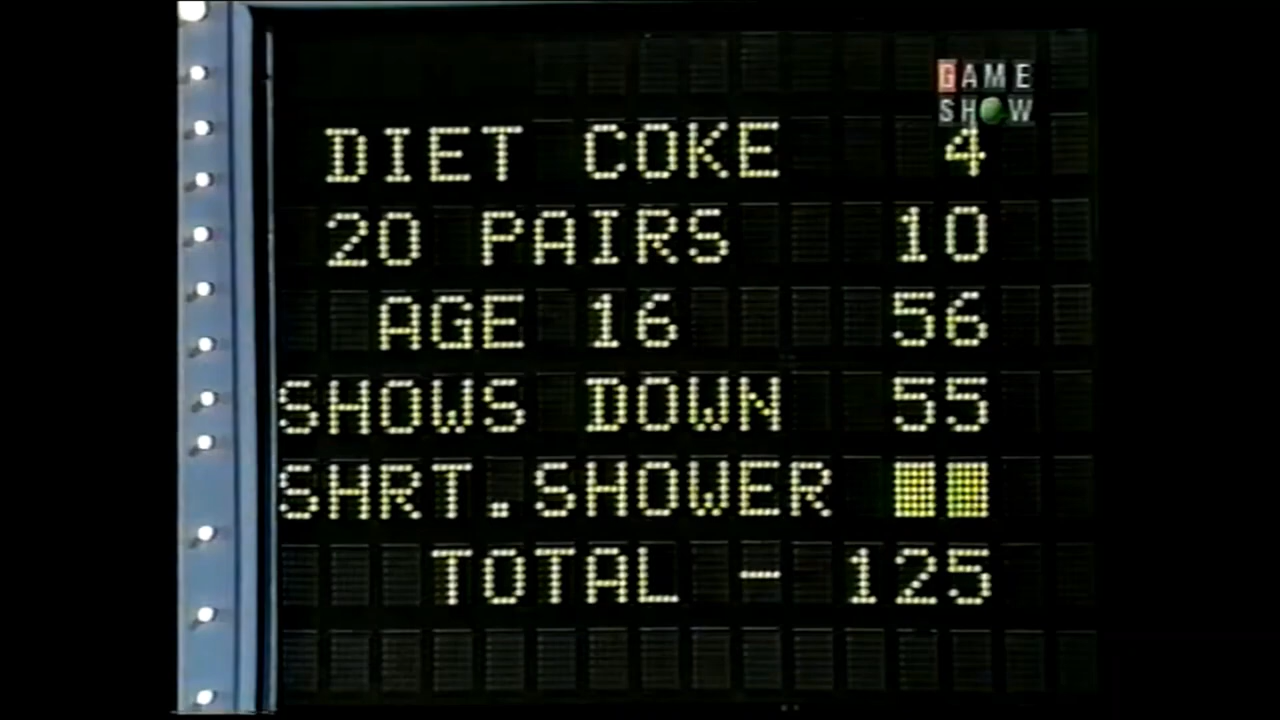 GAME
SHOW
DIET COKE 4
20 PAIRS 10
AGE 16 56
SHOWS DOWN 55
SHRT.SHOWER
TOTAL - 125